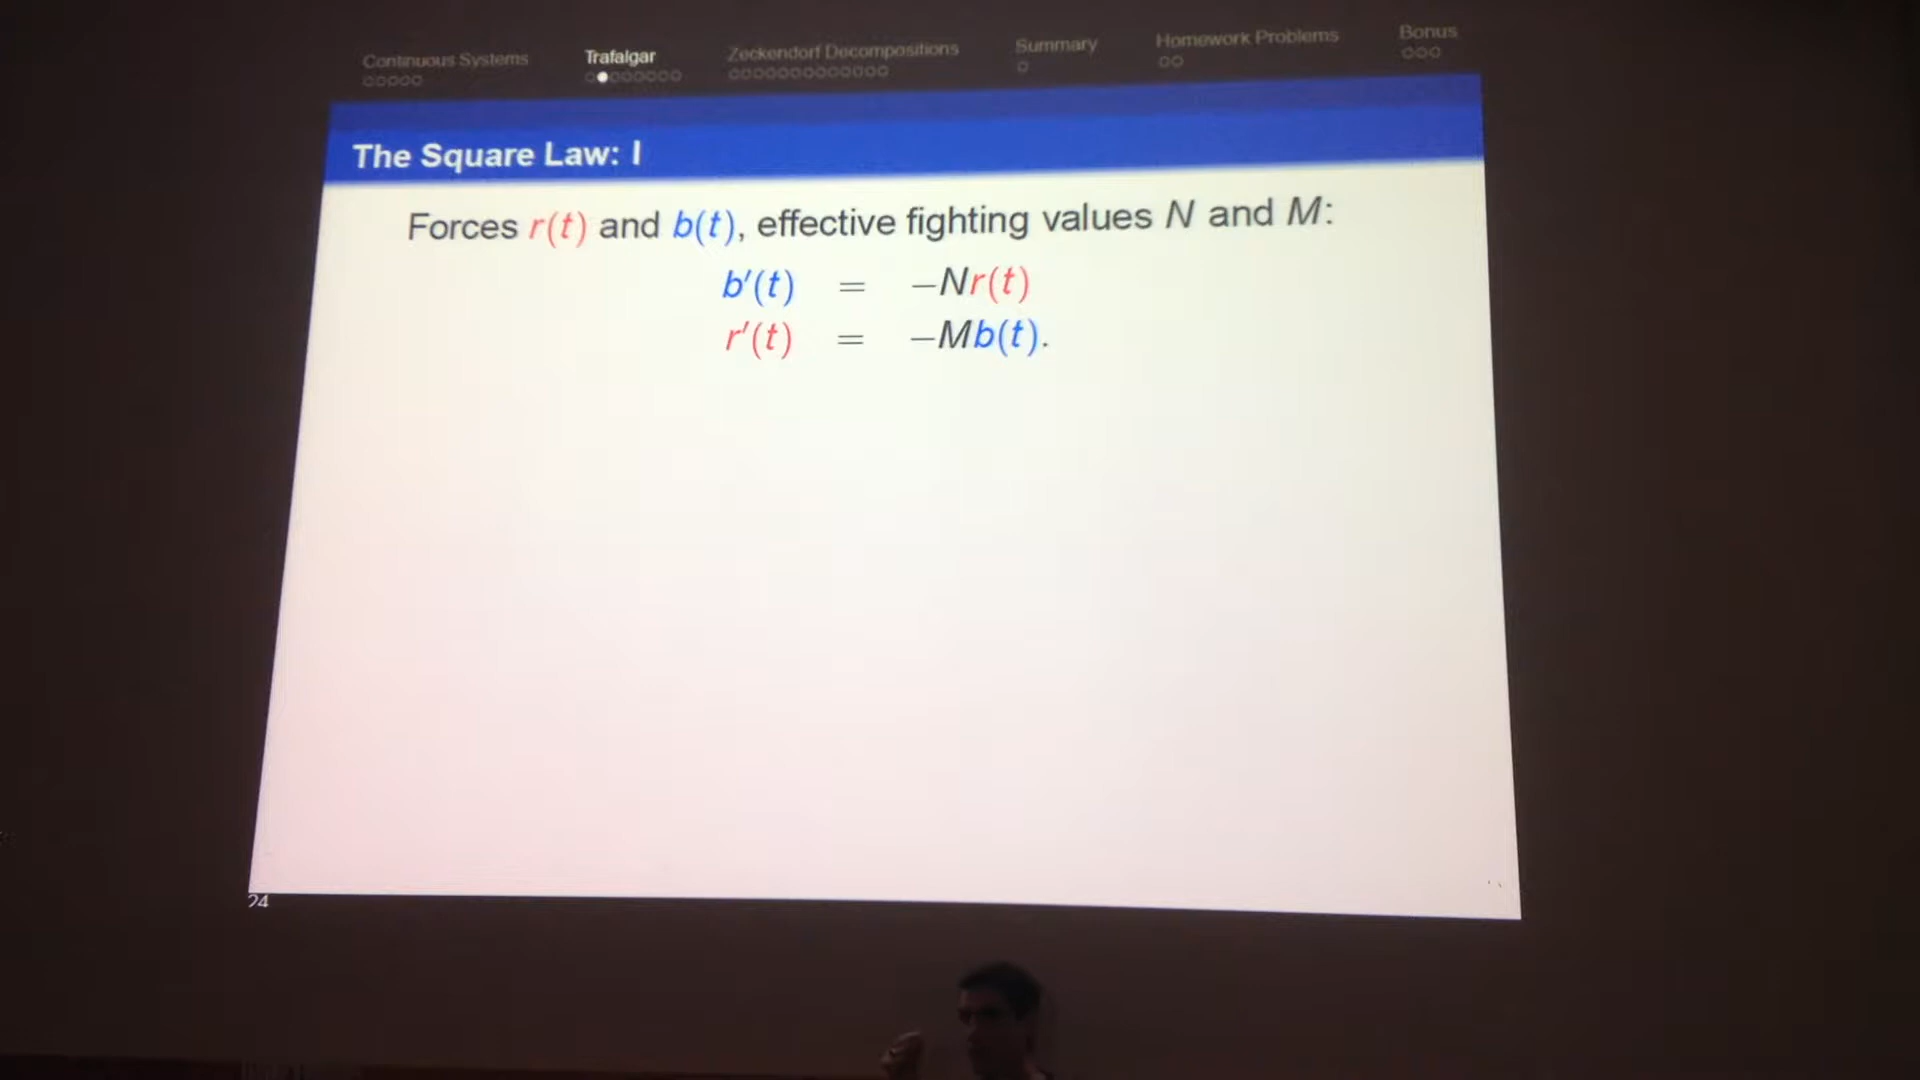 Continuous Systems Trafalgar Zeckendorf Decompositions Summary Homework Problems Bonus
The Square Law: I
Forces r(t) and b(t), effective fighting values N and M:
b′(t) = −Nr(t)
r′(t) = −Mb(t).
24